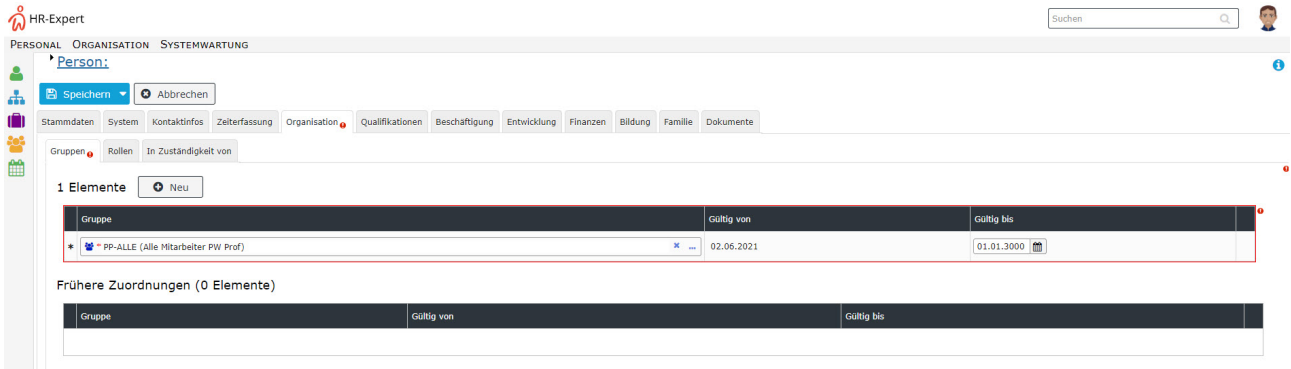 HR-Expert
Suchen
PERSONAL ORGANISATION SYSTEMWARTUNG
Person:
Speichern Abbrechen
Stammdaten System Kontaktinfos Zeiterfassung Organisation Qualifikationen Beschäftigung Entwicklung Finanzen Bildung Familie Dokumente
Gruppen Rollen In Zuständigkeit von
1 Elemente Neu
Gruppe Gültig von Gültig bis
* * PP-ALLE (Alle Mitarbeiter PW Prof) ... 02.06.2021 01.01.3000
Frühere Zuordnungen (0 Elemente)
Gruppe Gültig von Gültig bis